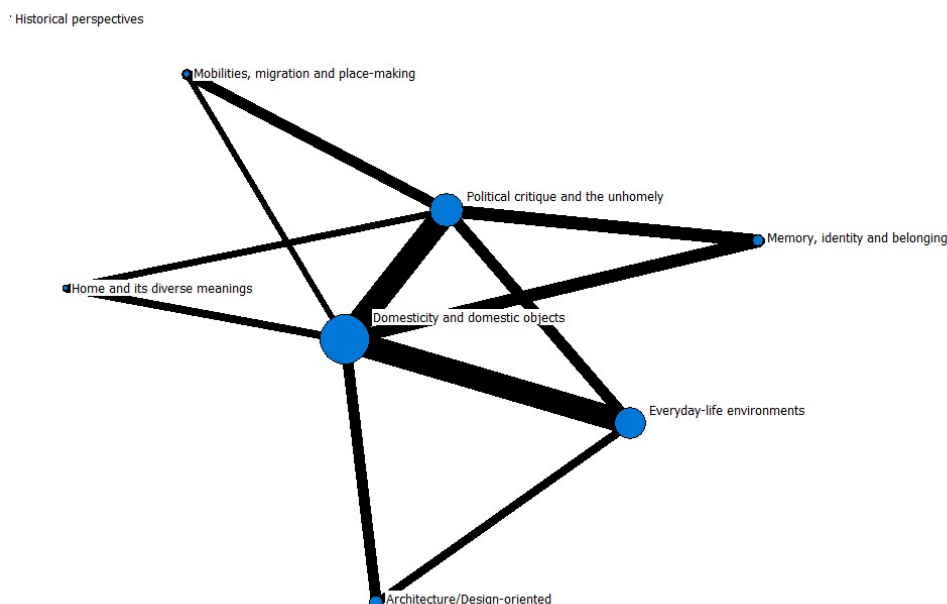 Historical perspectives
Mobilities, migration and place-making
Political critique and the unhomely
Memory, identity and belonging
Home and its diverse meanings
Domesticity and domestic objects
Everyday-life environments
Architecture/Design-oriented